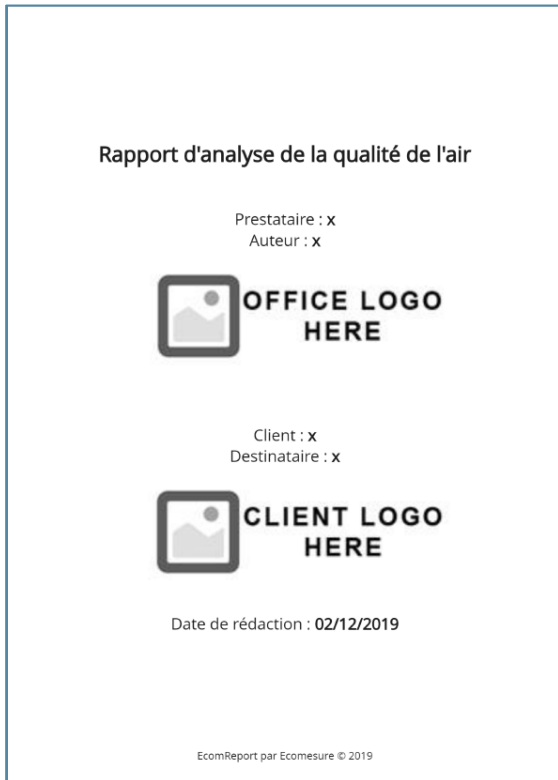 Rapport d'analyse de la qualité de l'air
Prestataire : x
Auteur : x
OFFICE LOGO
HERE
Client : x
Destinataire : x
CLIENT LOGO
HERE
Date de rédaction : 02/12/2019
EcomReport par Ecomesure © 2019